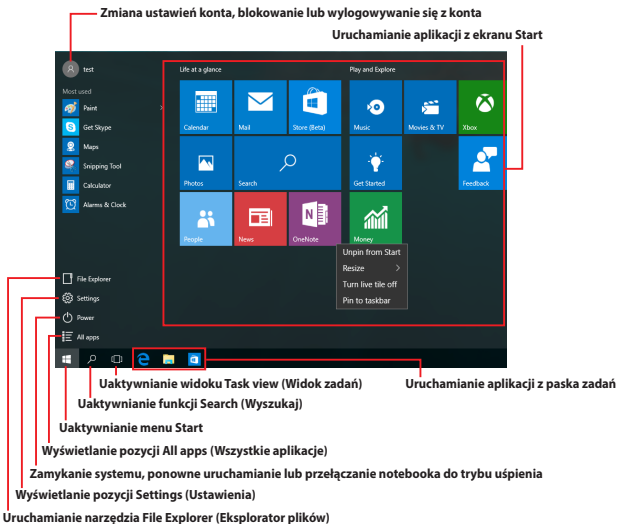 Zmiana ustawień konta, blokowanie lub wylogowywanie się z konta
Uruchamianie aplikacji z ekranu Start
test
Most used
Paint
Get Skype
Maps
Snipping Tool
Calculator
Alarms & Clock
File Explorer
Settings
Power
All apps
Life at a glance
Play and Explore
Calendar
Mail
Store (Beta)
Music
Movies & TV
Xbox
Photos
Search
Get Started
Feedback
People
News
OneNote
Money
Unpin from Start
Resize
Turn live tile off
Pin to taskbar
Uaktywnianie widoku Task view (Widok zadań)
Uruchamianie aplikacji z paska zadań
Uaktywnianie funkcji Search (Wyszukaj)
Uaktywnianie menu Start
Wyświetlanie pozycji All apps (Wszystkie aplikacje)
Zamykanie systemu, ponowne uruchamianie lub przełączanie notebooka do trybu uśpienia
Wyświetlanie pozycji Settings (Ustawienia)
Uruchamianie narzędzia File Explorer (Eksplorator plików)